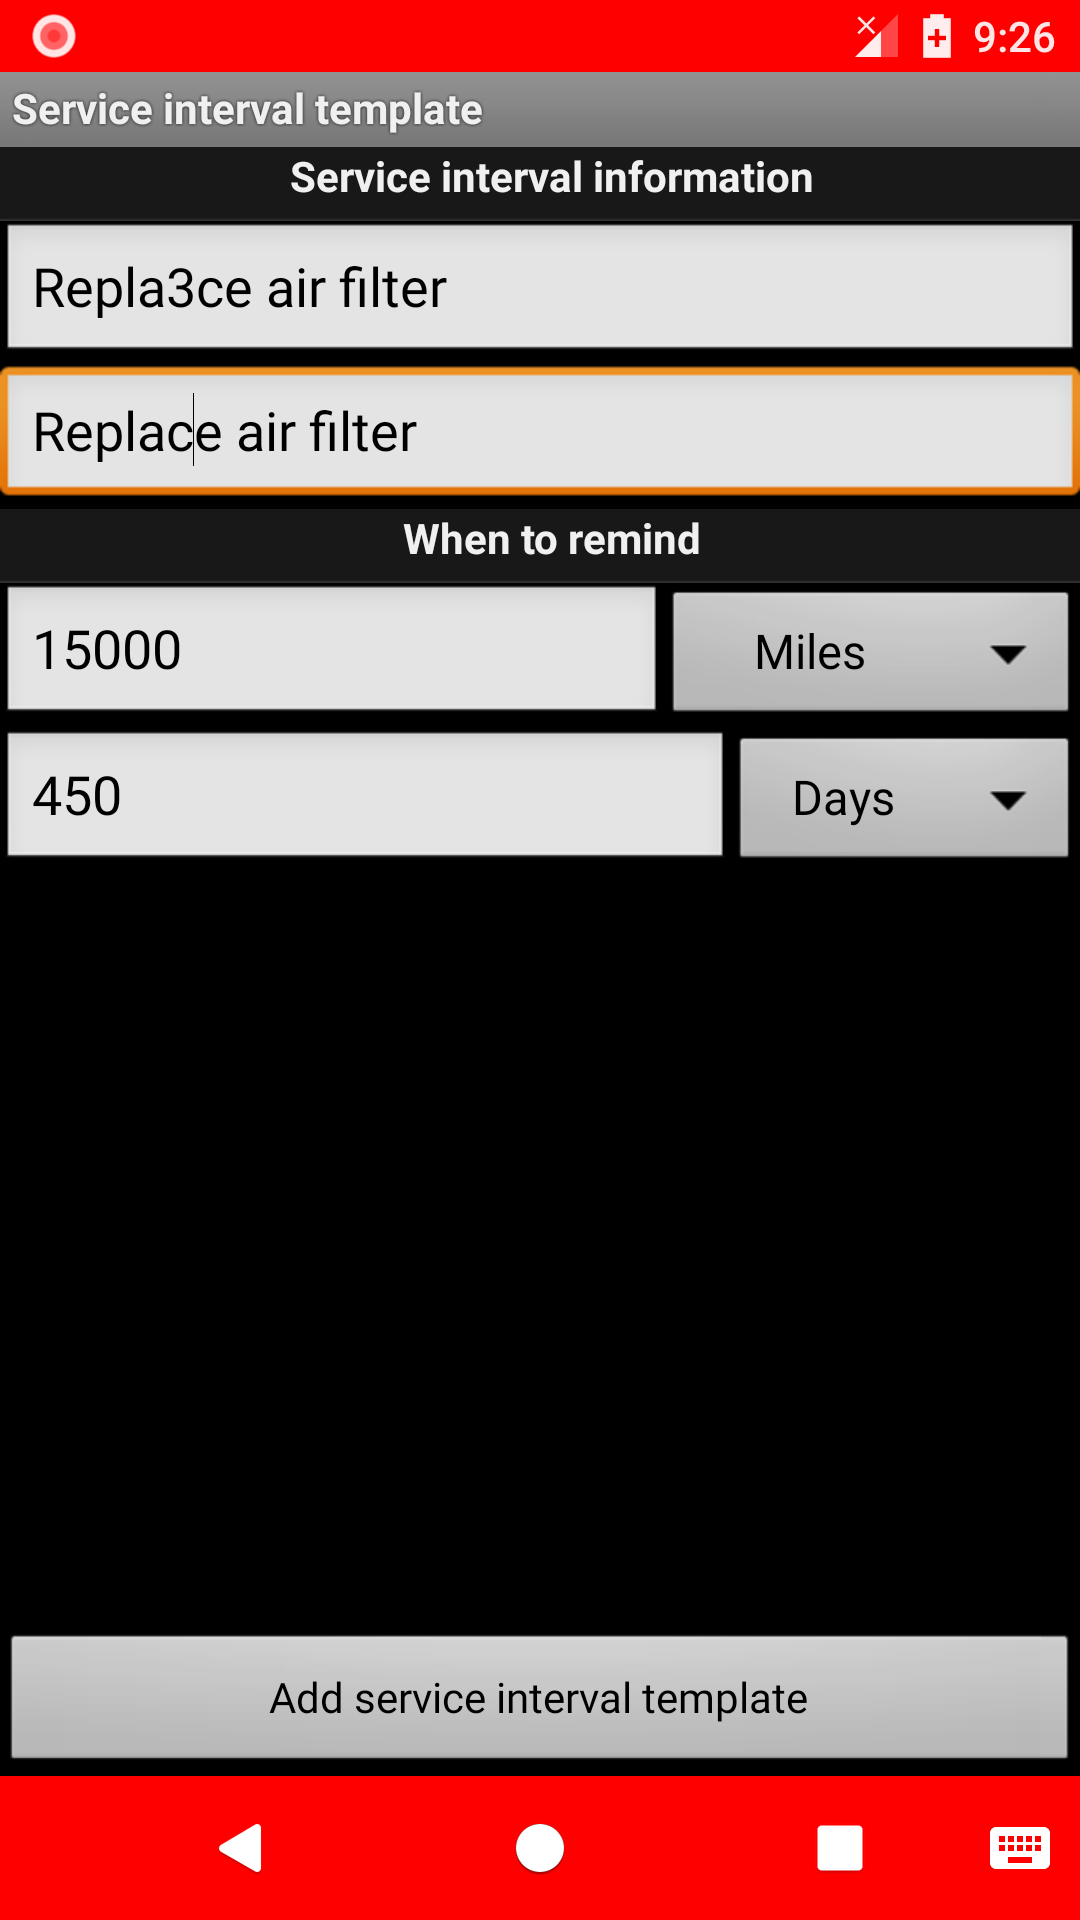 9:26
Service interval template
Service interval information
Repla3ce air filter
Replace air filter
When to remind
15000
Miles
450
Days
Add service interval template